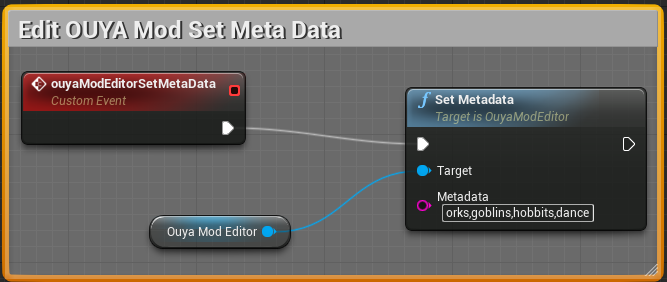 Edit OUYA Mod Set Meta Data
ouyaModEditorSetMetaData
Custom Event
f Set Metadata
Target is OuyaModEditor
Target
Metadata
orks,goblins,hobbits,dance
Ouya Mod Editor